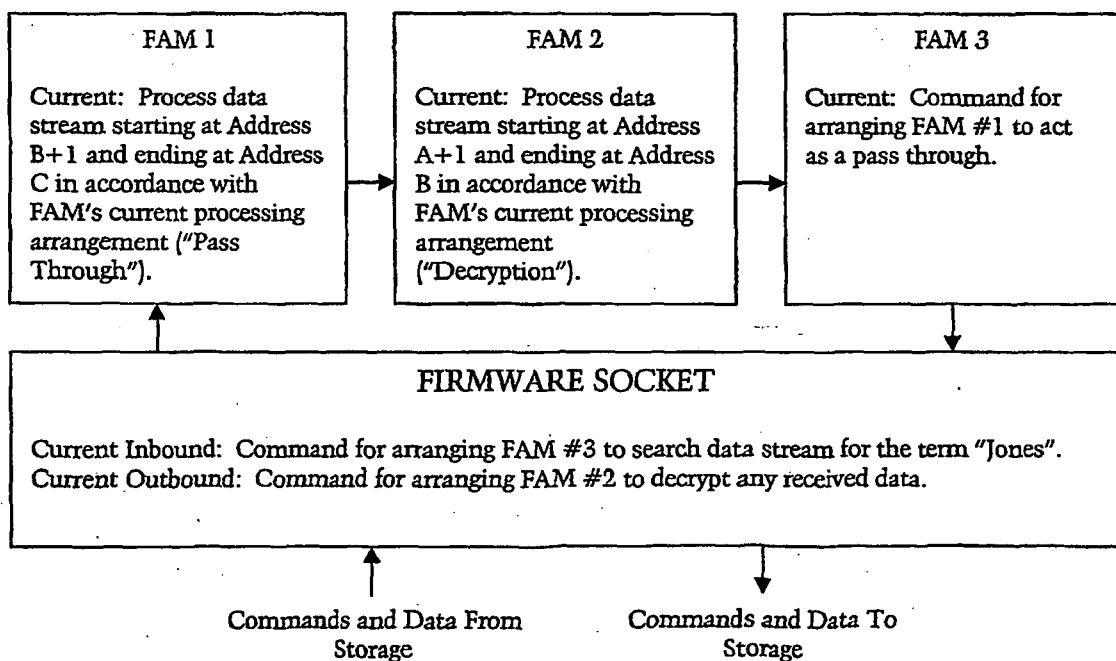 FAM 1
Current: Process data
stream starting at Address
B+1 and ending at Address
C in accordance with
FAM's current processing
arrangement ("Pass
Through").
FAM 2
Current: Process data
stream starting at Address
A+1 and ending at Address
B in accordance with
FAM's current processing
arrangement
("Decryption").
FAM 3
Current: Command for
arranging FAM #1 to act
as a pass through.
FIRMWARE SOCKET
Current Inbound: Command for arranging FAM #3 to search data stream for the term "Jones".
Current Outbound: Command for arranging FAM #2 to decrypt any received data.
Commands and Data From
Storage
Commands and Data To
Storage